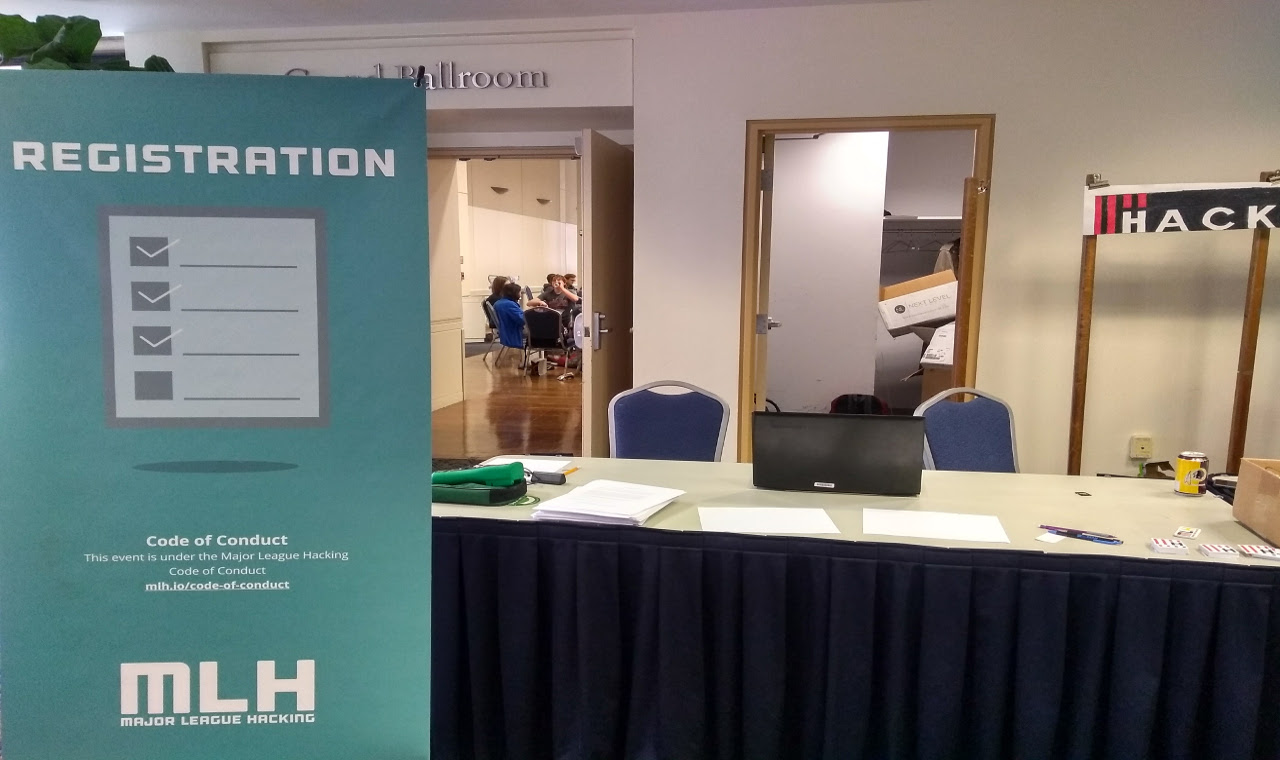 Ballroom
REGISTRATION
HACK
NEXT LEVEL
Code of Conduct
This event is under the Major League Hacking
Code of Conduct
mlh.io/code-of-conduct
MLH
MAJOR LEAGUE HACKING